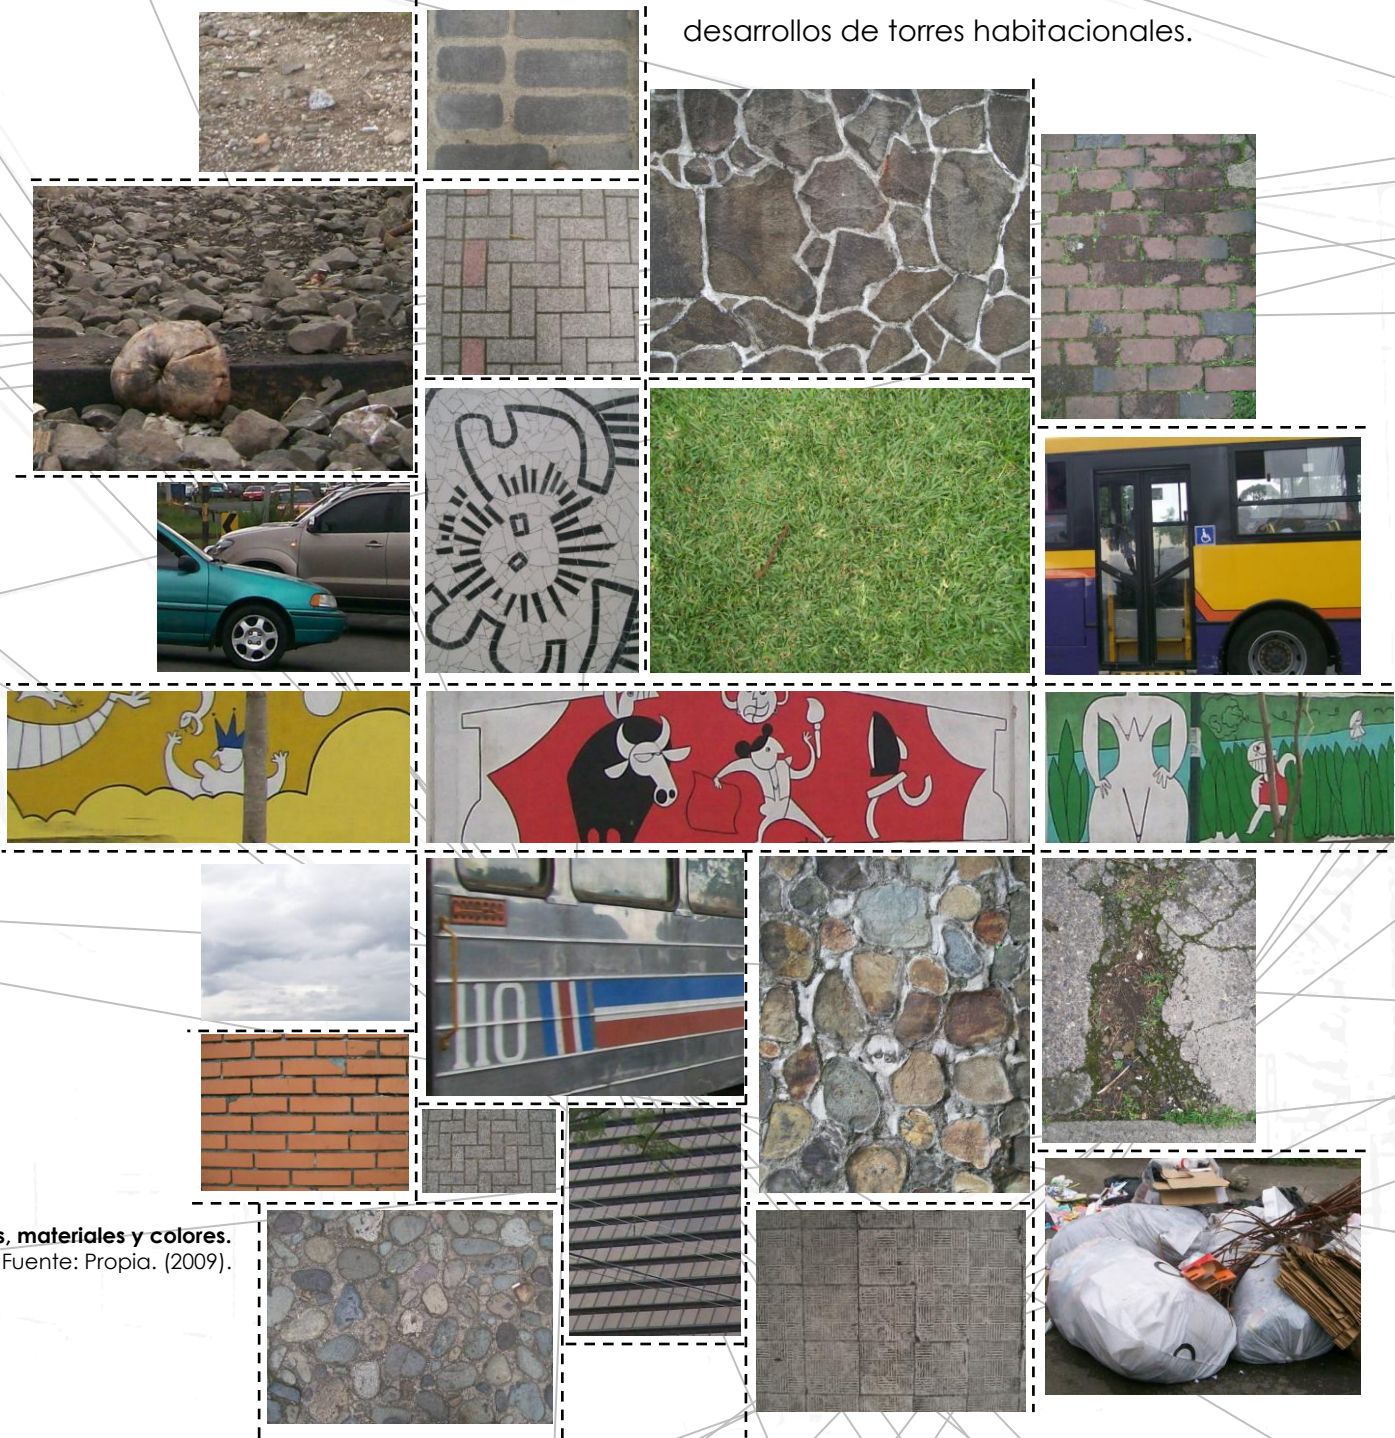 desarrollos de torres habitacionales.
110
s, materiales y colores.
Fuente: Propia. (2009).